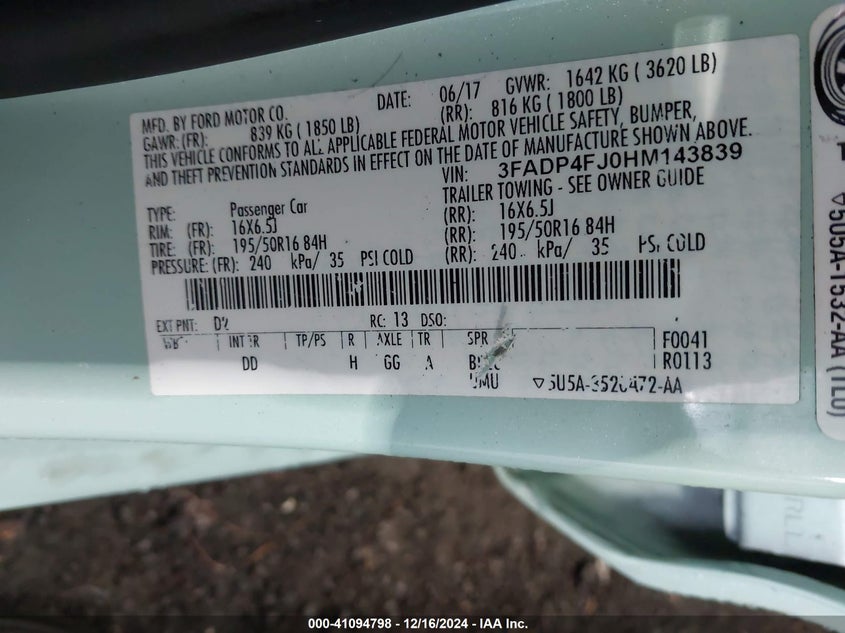 MFD. BY FORD MOTOR CO.
DATE: 06/17 GVWR: 1642 KG ( 3620 LB)
GAWR: (FR): 839 KG ( 1850 LB) (RR): 816 KG ( 1800 LB)
THIS VEHICLE CONFORMS TO ALL APPLICABLE FEDERAL MOTOR VEHICLE SAFETY, BUMPER,
AND THEFT PREVENTION STANDARDS IN EFFECT ON THE DATE OF MANUFACTURE SHOWN ABOVE.
VIN: 3FADP4FJ0HM143839
TRAILER TOWING - SEE OWNER GUIDE
TYPE: Passenger Car
RIM: (FR) 16X6.5J (RR): 16X6.5J
TIRE: (FR) 195/50R16 84H (RR): 195/50R16 84H
PRESSURE: (FR): 240 kPa/ 35 PSI COLD (RR): 240 kPa/ 35 PSI COLD
EXT PNT: D2 RC: 13 DSO:
WB INT TR TP/PS R AXLE TR SPR F0041
DD H GG A R0113
UMU ▽5U5A-3520472-AA
▽5U5A-1532-AA (TL0)
000-41094798 - 12/16/2024 - IAA Inc.